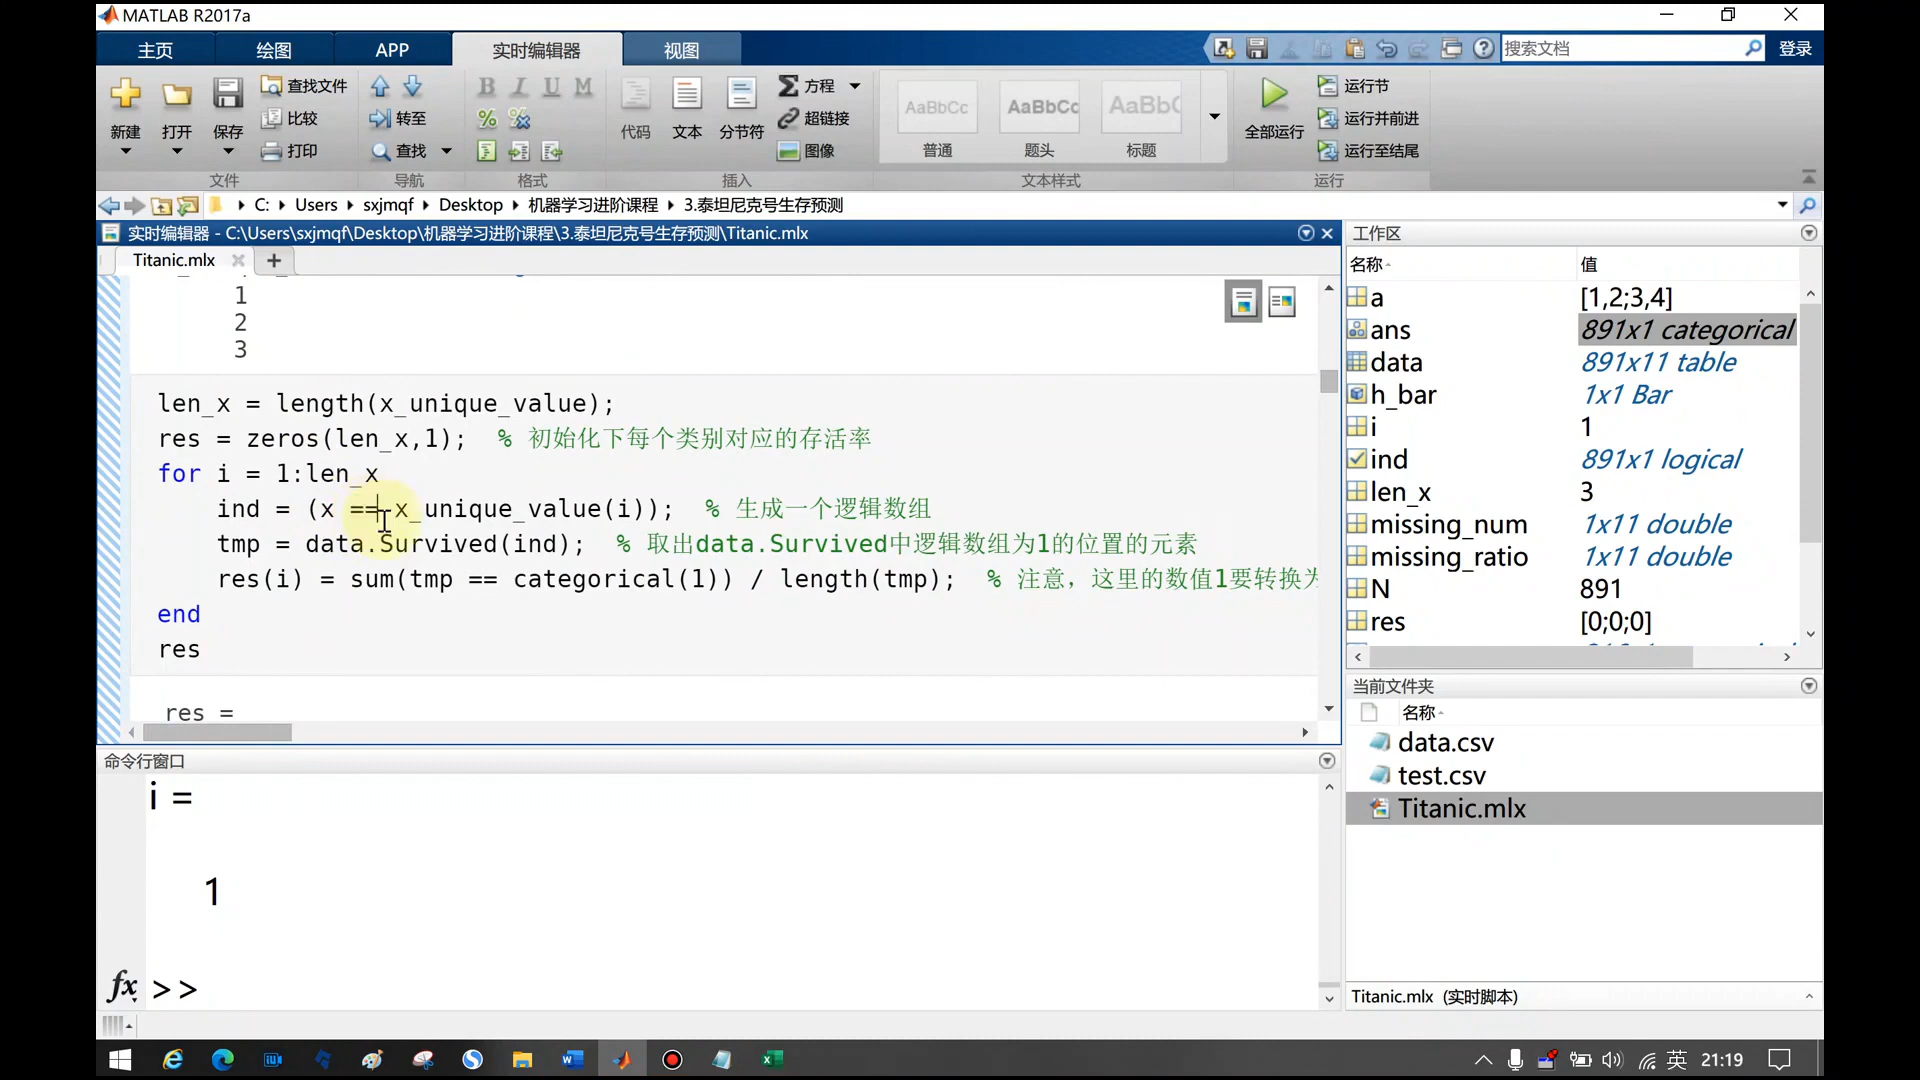 MATLAB R2017a
主页 绘图 APP 实时编辑器 视图
搜索文档 登录
新建 打开 保存 查找文件 比较 打印
转至 查找
B I U M
代码 文本 分节符 方程 超链接 图像
AaBbCc AaBbCc AaBbC
普通 题头 标题
全部运行 运行节 运行并前进 运行至结尾
文件 导航 格式 插入 文本样式 运行
C: Users sxjmqf Desktop 机器学习进阶课程 3.泰坦尼克号生存预测
实时编辑器 - C:\Users\sxjmqf\Desktop\机器学习进阶课程\3.泰坦尼克号生存预测\Titanic.mlx
Titanic.mlx
1
2
3
len_x = length(x_unique_value);
res = zeros(len_x,1); % 初始化下每个类别对应的存活率
for i = 1:len_x
ind = (x == x_unique_value(i)); % 生成一个逻辑数组
tmp = data.Survived(ind); % 取出data.Survived中逻辑数组为1的位置的元素
res(i) = sum(tmp == categorical(1)) / length(tmp); % 注意，这里的数值1要转换为
end
res
res =
命令行窗口
i =
1
fx >>
工作区
名称 值
a [1,2;3,4]
ans 891x1 categorical
data 891x11 table
h_bar 1x1 Bar
i 1
ind 891x1 logical
len_x 3
missing_num 1x11 double
missing_ratio 1x11 double
N 891
res [0;0;0]
当前文件夹
名称
data.csv
test.csv
Titanic.mlx
Titanic.mlx (实时脚本)
英 21:19